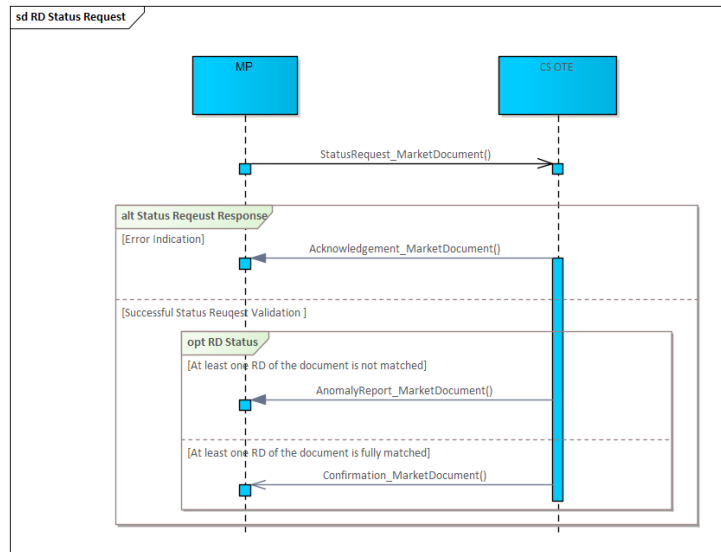 sd RD Status Request
MP
CS OTE
StatusRequest_MarketDocument()
alt Status Reqeust Response
[Error Indication]
Acknowledgement_MarketDocument()
[Successful Status Reuqest Validation ]
opt RD Status
[At least one RD of the document is not matched]
AnomalyReport_MarketDocument()
[At least one RD of the document is fully matched]
Confirmation_MarketDocument()